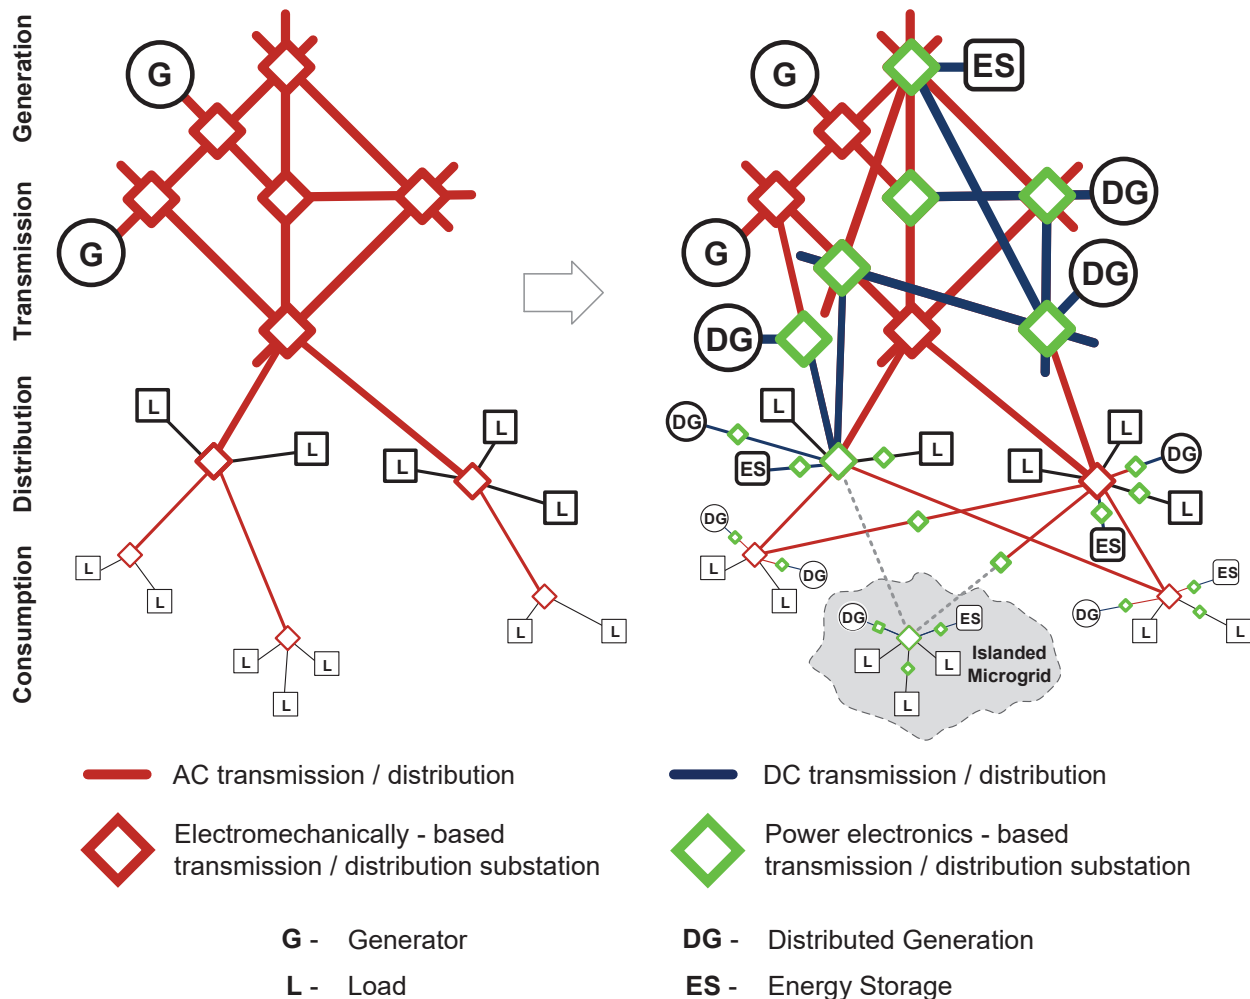 Generation
Transmission
Distribution
Consumption
G
G
L
L
L
L
L
L
L
L
L
L
L
L
G
G
ES
DG
DG
DG
L
L
DG
ES
L
L
DG
L
ES
DG
L
DG
L
DG
ES
L
L
L
Islanded
Microgrid
ES
DG
L
L
AC transmission / distribution
DC transmission / distribution
Electromechanically - based
transmission / distribution substation
Power electronics - based
transmission / distribution substation
G - Generator
DG - Distributed Generation
L - Load
ES - Energy Storage